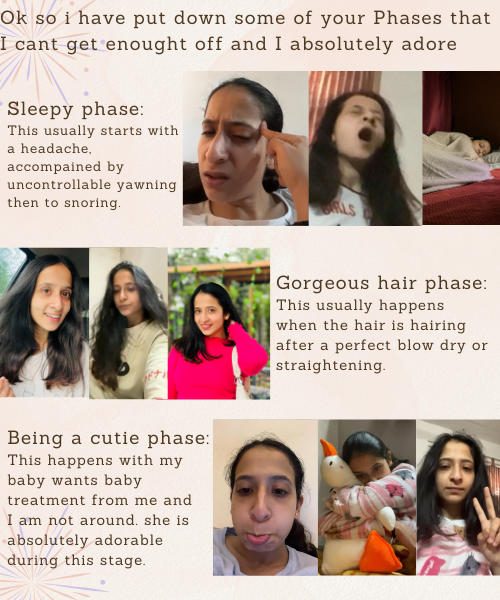 Ok so i have put down some of your Phases that
I cant get enought off and I absolutely adore
Sleepy phase:
This usually starts with
a headache,
accompained by
uncontrollable yawning
then to snoring.
Gorgeous hair phase:
This usually happens
when the hair is hairing
after a perfect blow dry or
straightening.
Being a cutie phase:
This happens with my
baby wants baby
treatment from me and
I am not around. she is
absolutely adorable
during this stage.